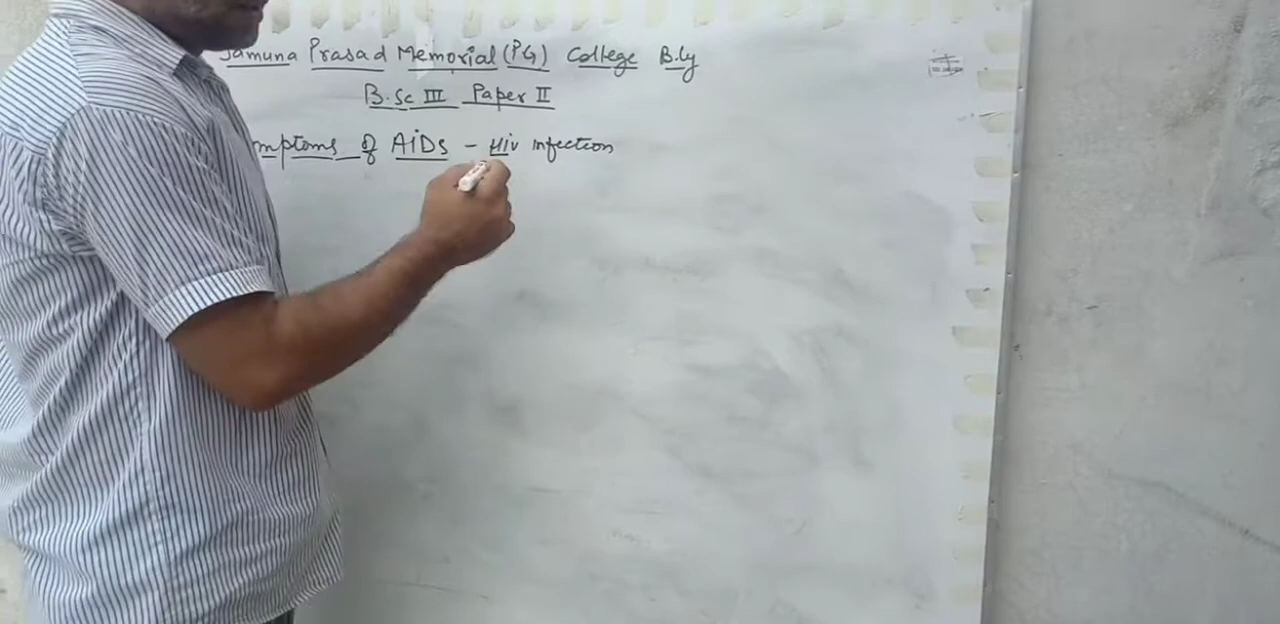 Jamuna Prasad Memorial (PG) College B.ly
B.Sc III Paper II
mptoms of AiDs - Hiv infection